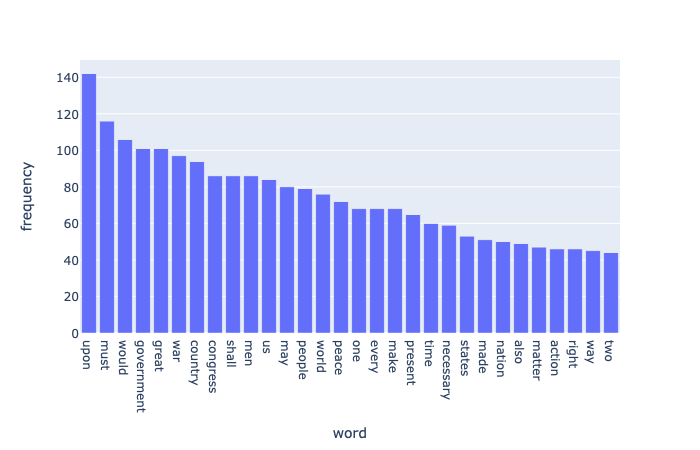 140
120
100
80
60
40
20
0
frequency
upon
must
would
government
great
war
country
congress
shall
men
us
may
people
world
peace
one
every
make
present
time
necessary
states
made
nation
also
matter
action
right
way
two
word